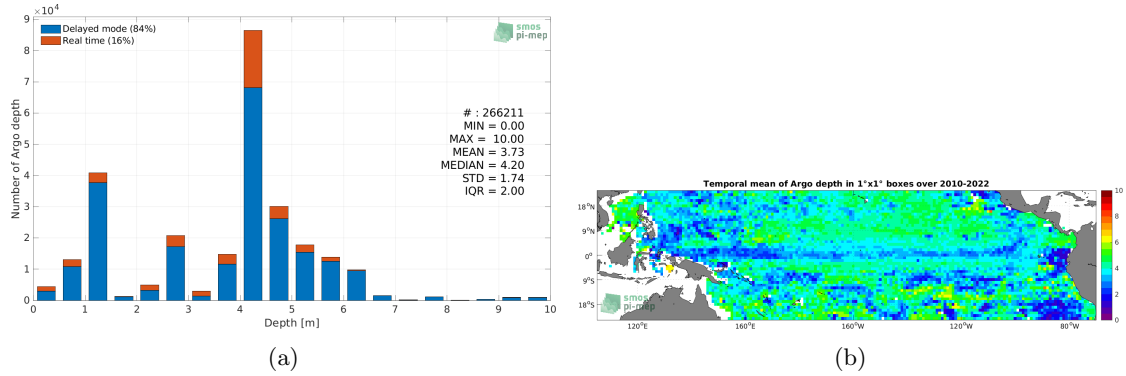 ×10⁴
9
8
7
6
5
4
3
2
1
0
Number of Argo depth
Delayed mode (84%)
Real time (16%)
smos
pi-mep
# : 266211
MIN = 0.00
MAX = 10.00
MEAN = 3.73
MEDIAN = 4.20
STD = 1.74
IQR = 2.00
0 1 2 3 4 5 6 7 8 9 10
Depth [m]
(a)
Temporal mean of Argo depth in 1°x1° boxes over 2010-2022
18°N
9°N
0°
9°S
18°S
smos
pi-mep
120°E 160°E 160°W 120°W 80°W
10
8
6
4
2
0
(b)